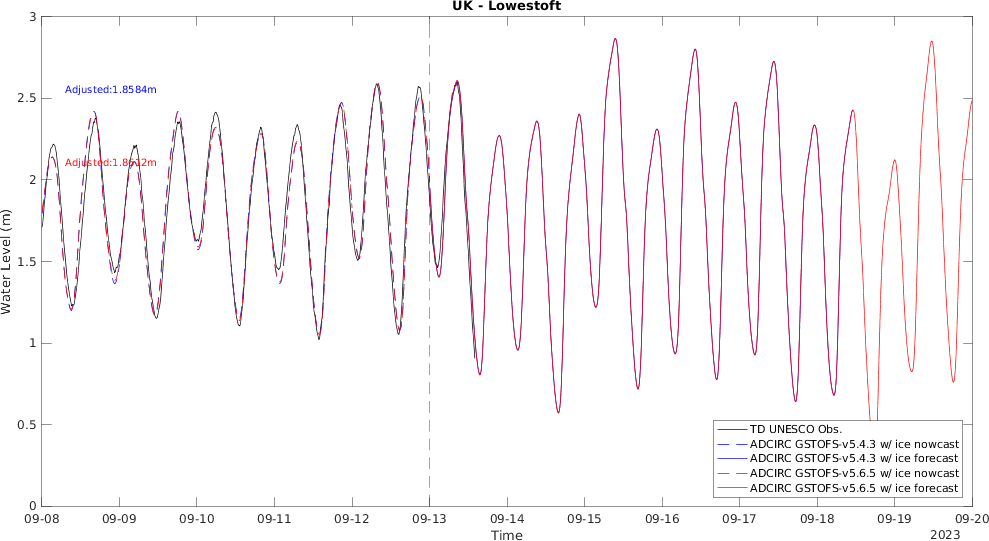 UK - Lowestoft
3
2.5
2
1.5
1
0.5
0
Water Level (m)
Adjusted:1.8584m
TD UNESCO Obs.
ADCIRC GSTOFS-v5.4.3 w/ ice nowcast
ADCIRC GSTOFS-v5.4.3 w/ ice forecast
ADCIRC GSTOFS-v5.6.5 w/ ice nowcast
ADCIRC GSTOFS-v5.6.5 w/ ice forecast
09-08 09-09 09-10 09-11 09-12 09-13 09-14 09-15 09-16 09-17 09-18 09-19 09-20
Time
2023